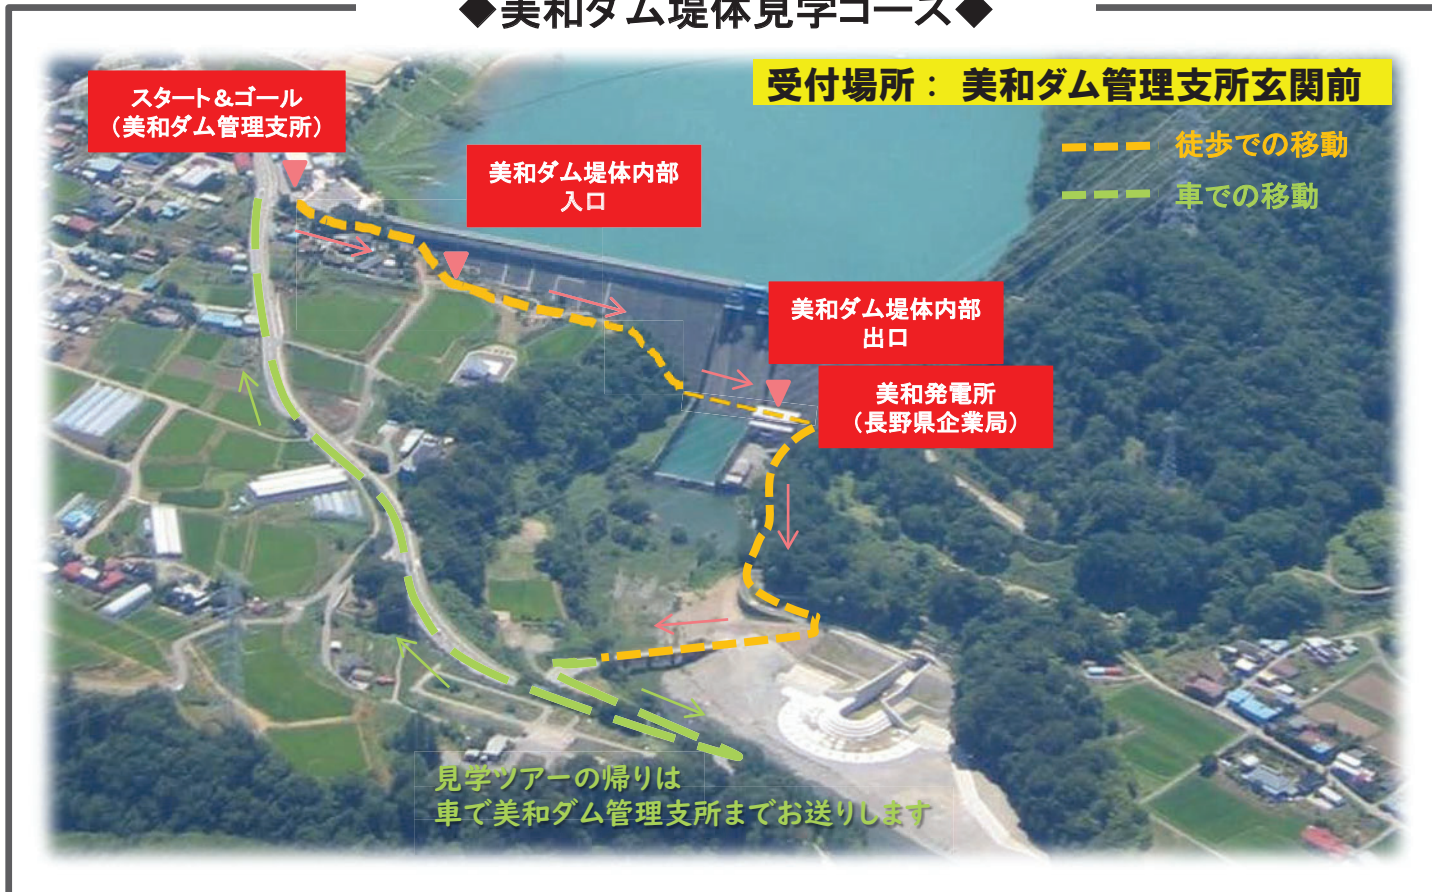 ◆美和ダム堤体見学コース◆
受付場所： 美和ダム管理支所玄関前
スタート＆ゴール
（美和ダム管理支所）
徒歩での移動
車での移動
美和ダム堤体内部
入口
美和ダム堤体内部
出口
美和発電所
（長野県企業局）
見学ツアーの帰りは
車で美和ダム管理支所までお送りします